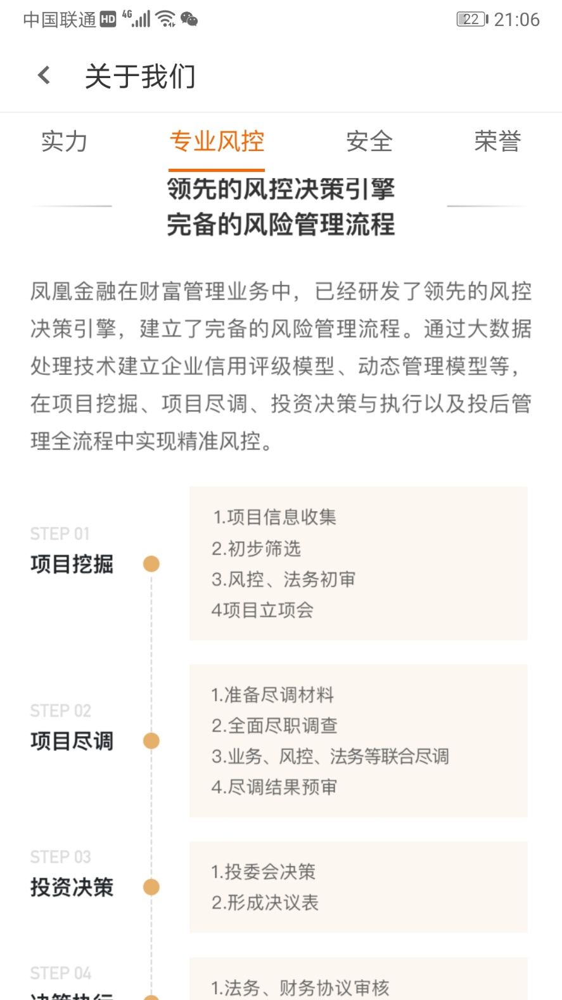 中国联通 HD 4G 22 21:06
关于我们
实力 专业风控 安全 荣誉
领先的风控决策引擎
完备的风险管理流程
凤凰金融在财富管理业务中，已经研发了领先的风控
决策引擎，建立了完备的风险管理流程。通过大数据
处理技术建立企业信用评级模型、动态管理模型等，
在项目挖掘、项目尽调、投资决策与执行以及投后管
理全流程中实现精准风控。
STEP 01
项目挖掘
1.项目信息收集
2.初步筛选
3.风控、法务初审
4项目立项会
STEP 02
项目尽调
1.准备尽调材料
2.全面尽职调查
3.业务、风控、法务等联合尽调
4.尽调结果预审
STEP 03
投资决策
1.投委会决策
2.形成决议表
STEP 04
决策执行
1.法务、财务协议审核